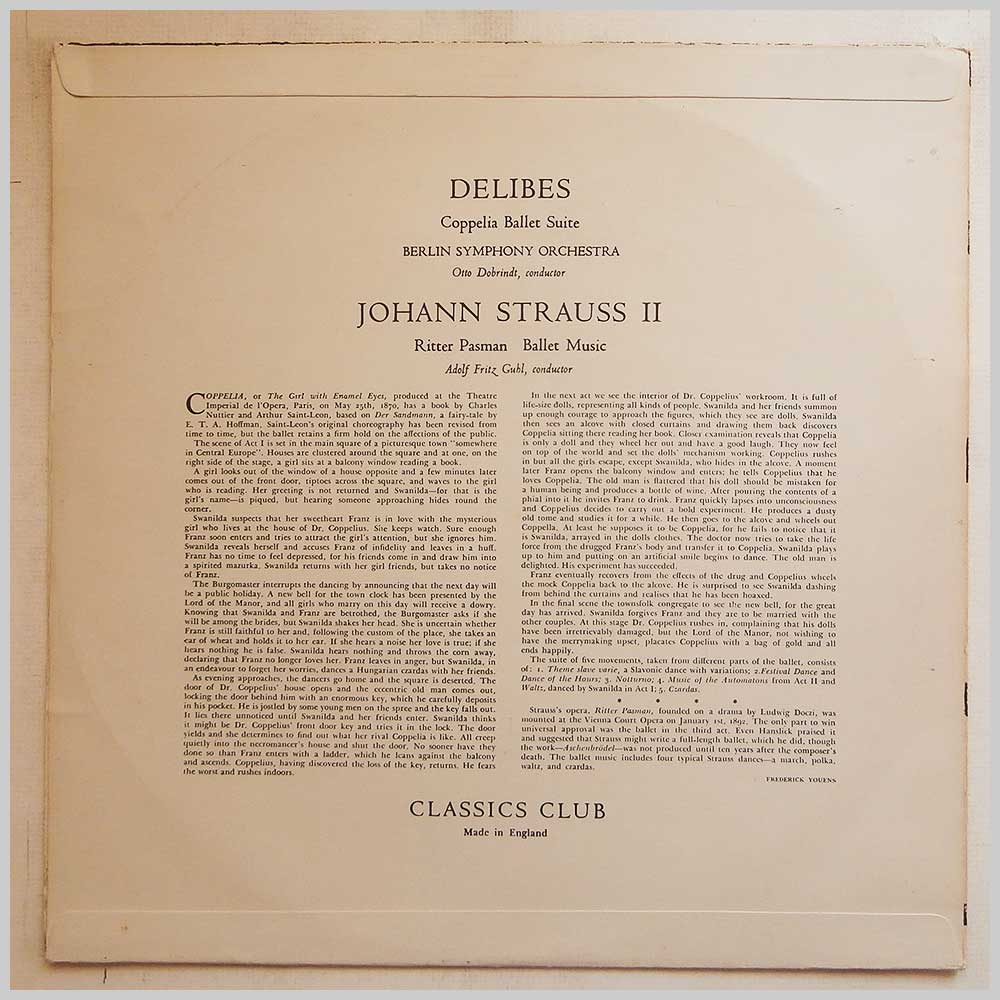 DELIBES
Coppelia Ballet Suite
BERLIN SYMPHONY ORCHESTRA
Otto Dobrindt, conductor
JOHANN STRAUSS II
Ritter Pasman Ballet Music
Adolf Fritz Guhl, conductor
COPPELIA, or The Girl with Enamel Eyes, produced at the Theatre
Imperial de l'Opera, Paris, on May 25th, 1870, has a book by Charles
Nuttier and Arthur Saint-Leon, based on Der Sandmann, a fairy-tale by
E. T. A. Hoffman. Saint-Leon's original choreography has been revised from
time to time, but the ballet retains a firm hold on the affections of the public.
The scene of Act I is set in the main square of a picturesque town "somewhere
in Central Europe". Houses are clustered around the square and at one, on the
right side of the stage, a girl sits at a balcony window reading a book.
A girl looks out of the window of a house opposite and a few minutes later
comes out of the front door, tiptoes across the square, and waves to the girl
who is reading. Her greeting is not returned and Swanilda—for that is the
girl's name—is piqued, but hearing someone approaching hides round the
corner.
Swanilda suspects that her sweetheart Franz is in love with the mysterious
girl who lives at the house of Dr. Coppelius. She keeps watch. Sure enough
Franz soon enters and tries to attract the girl's attention, but she ignores him.
Swanilda reveals herself and accuses Franz of infidelity and leaves in a huff.
Franz has no time to feel depressed, for his friends come in and draw him into
a spirited mazurka. Swanilda returns with her girl friends, but takes no notice
of Franz.
The Burgomaster interrupts the dancing by announcing that the next day will
be a public holiday. A new bell for the town clock has been presented by the
Lord of the Manor, and all girls who marry on this day will receive a dowry.
Knowing that Swanilda and Franz are betrothed, the Burgomaster asks if she
will be among the brides, but Swanilda shakes her head. She is uncertain whether
Franz is still faithful to her and, following the custom of the place, she takes an
ear of wheat and holds it to her ear. If she hears a noise her love is true; if she
hears nothing he is false. Swanilda hears nothing and throws the corn away,
declaring that Franz no longer loves her. Franz leaves in anger, but Swanilda, in
an endeavour to forget her worries, dances a Hungarian czardas with her friends.
As evening approaches, the dancers go home and the square is deserted. The
door of Dr. Coppelius' house opens and the eccentric old man comes out,
locking the door behind him with an enormous key, which he carefully deposits
in his pocket. He is jostled by some young men on the spree and the key falls out.
It lies there unnoticed until Swanilda and her friends enter. Swanilda thinks
it might be Dr. Coppelius' front door key and tries it in the lock. The door
yields and she determines to find out what her rival Coppelia is like. All creep
quietly into the necromancer's house and shut the door. No sooner have they
done so than Franz enters with a ladder, which he leans against the balcony
and ascends. Coppelius, having discovered the loss of the key, returns. He fears
the worst and rushes indoors.
In the next act we see the interior of Dr. Coppelius' workroom. It is full of
life-size dolls, representing all kinds of people. Swanilda and her friends summon
up enough courage to approach the figures, which they see are dolls. Swanilda
then sees an alcove with closed curtains and drawing them back discovers
Coppelia sitting there reading her book. Closer examination reveals that Coppelia
is only a doll and they wheel her out and have a good laugh. They now feel
on top of the world and set the dolls' mechanism working. Coppelius rushes
in but all the girls escape, except Swanilda, who hides in the alcove. A moment
later Franz opens the balcony window and enters; he tells Coppelius that he
loves Coppelia. The old man is flattered that his doll should be mistaken for
a human being and produces a bottle of wine. After pouring the contents of a
phial into it he invites Franz to drink. Franz quickly lapses into unconsciousness
and Coppelius decides to carry out a bold experiment. He produces a dusty
old tome and studies it for a while. He then goes to the alcove and wheels out
Coppelia. At least he supposes it to be Coppelia, for he fails to notice that it
is Swanilda, arrayed in the dolls clothes. The doctor now tries to take the life
force from the drugged Franz's body and transfer it to Coppelia. Swanilda plays
up to him and putting on an artificial smile begins to dance. The old man is
delighted. His experiment has succeeded.
Franz eventually recovers from the effects of the drug and Coppelius wheels
the mock Coppelia back to the alcove. He is surprised to see Swanilda dashing
from behind the curtains and realises that he has been hoaxed.
In the final scene the townsfolk congregate to see the new bell, for the great
day has arrived. Swanilda forgives Franz and they are to be married with the
other couples. At this stage Dr. Coppelius rushes in, complaining that his dolls
have been irretrievably damaged, but the Lord of the Manor, not wishing to
have the merrymaking upset, placates Coppelius with a bag of gold and all
ends happily.
The suite of five movements, taken from different parts of the ballet, consists
of: 1. Theme slave varie, a Slavonic dance with variations; 2. Festival Dance and
Dance of the Hours; 3. Notturno; 4. Music of the Automatons from Act II and
Waltz, danced by Swanilda in Act I; 5. Czardas.
* * * * *
Strauss's opera, Ritter Pasman, founded on a drama by Ludwig Doczi, was
mounted at the Vienna Court Opera on January 1st, 1892. The only part to win
universal approval was the ballet in the third act. Even Hanslick praised it
and suggested that Strauss might write a full-length ballet, which he did, though
the work—Aschenbrödel—was not produced until ten years after the composer's
death. The ballet music includes four typical Strauss dances—a march, polka,
waltz, and czardas.
FREDERICK YOUENS
CLASSICS CLUB
Made in England